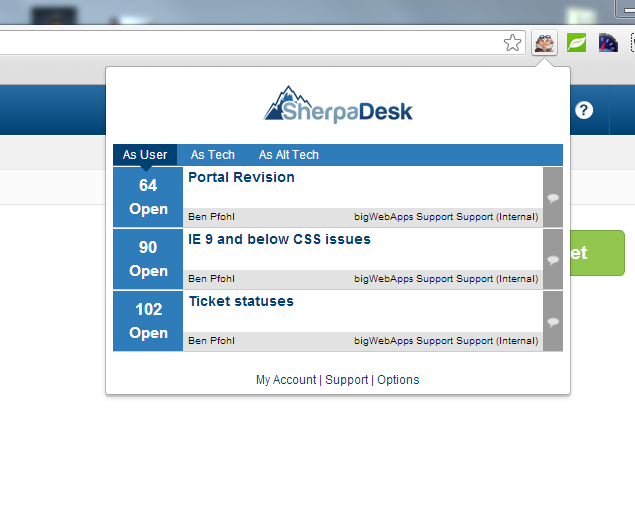 ?
SherpaDesk
As User As Tech As Alt Tech
64
Open
Portal Revision
Ben Pfohl bigWebApps Support Support (Internal)
90
Open
IE 9 and below CSS issues
Ben Pfohl bigWebApps Support Support (Internal)
et
102
Open
Ticket statuses
Ben Pfohl bigWebApps Support Support (Internal)
My Account | Support | Options